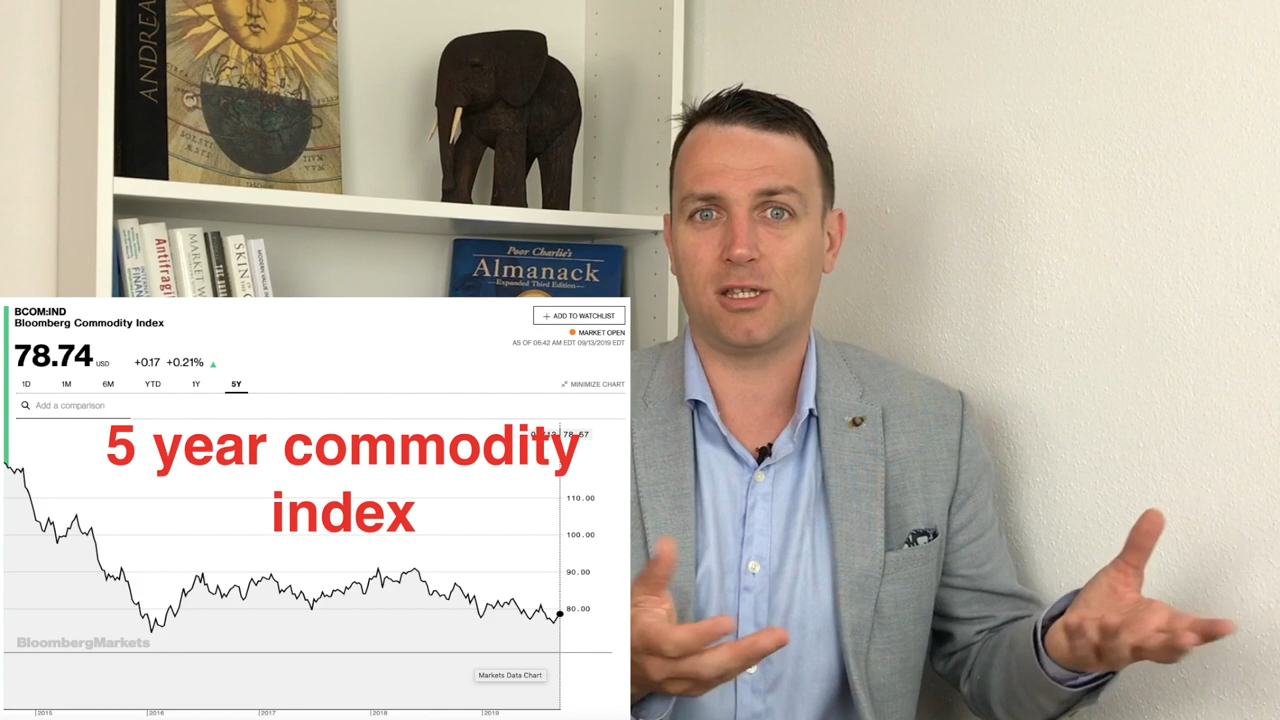 ANDREA
Antifragi
MARKET W
SKIN
Poor Charlie's
Almanack
Expanded Third Edition
BCOM:IND
Bloomberg Commodity Index
+ ADD TO WATCHLIST
MARKET OPEN
AS OF 06:42 AM EDT 09/13/2019 EDT
78.74 USD +0.17 +0.21%
1D 1M 6M YTD 1Y 5Y
MINIMIZE CHART
Add a comparison
78.57
5 year commodity
index
110.00
100.00
90.00
80.00
BloombergMarkets
Markets Data Chart
2015 2016 2017 2018 2019